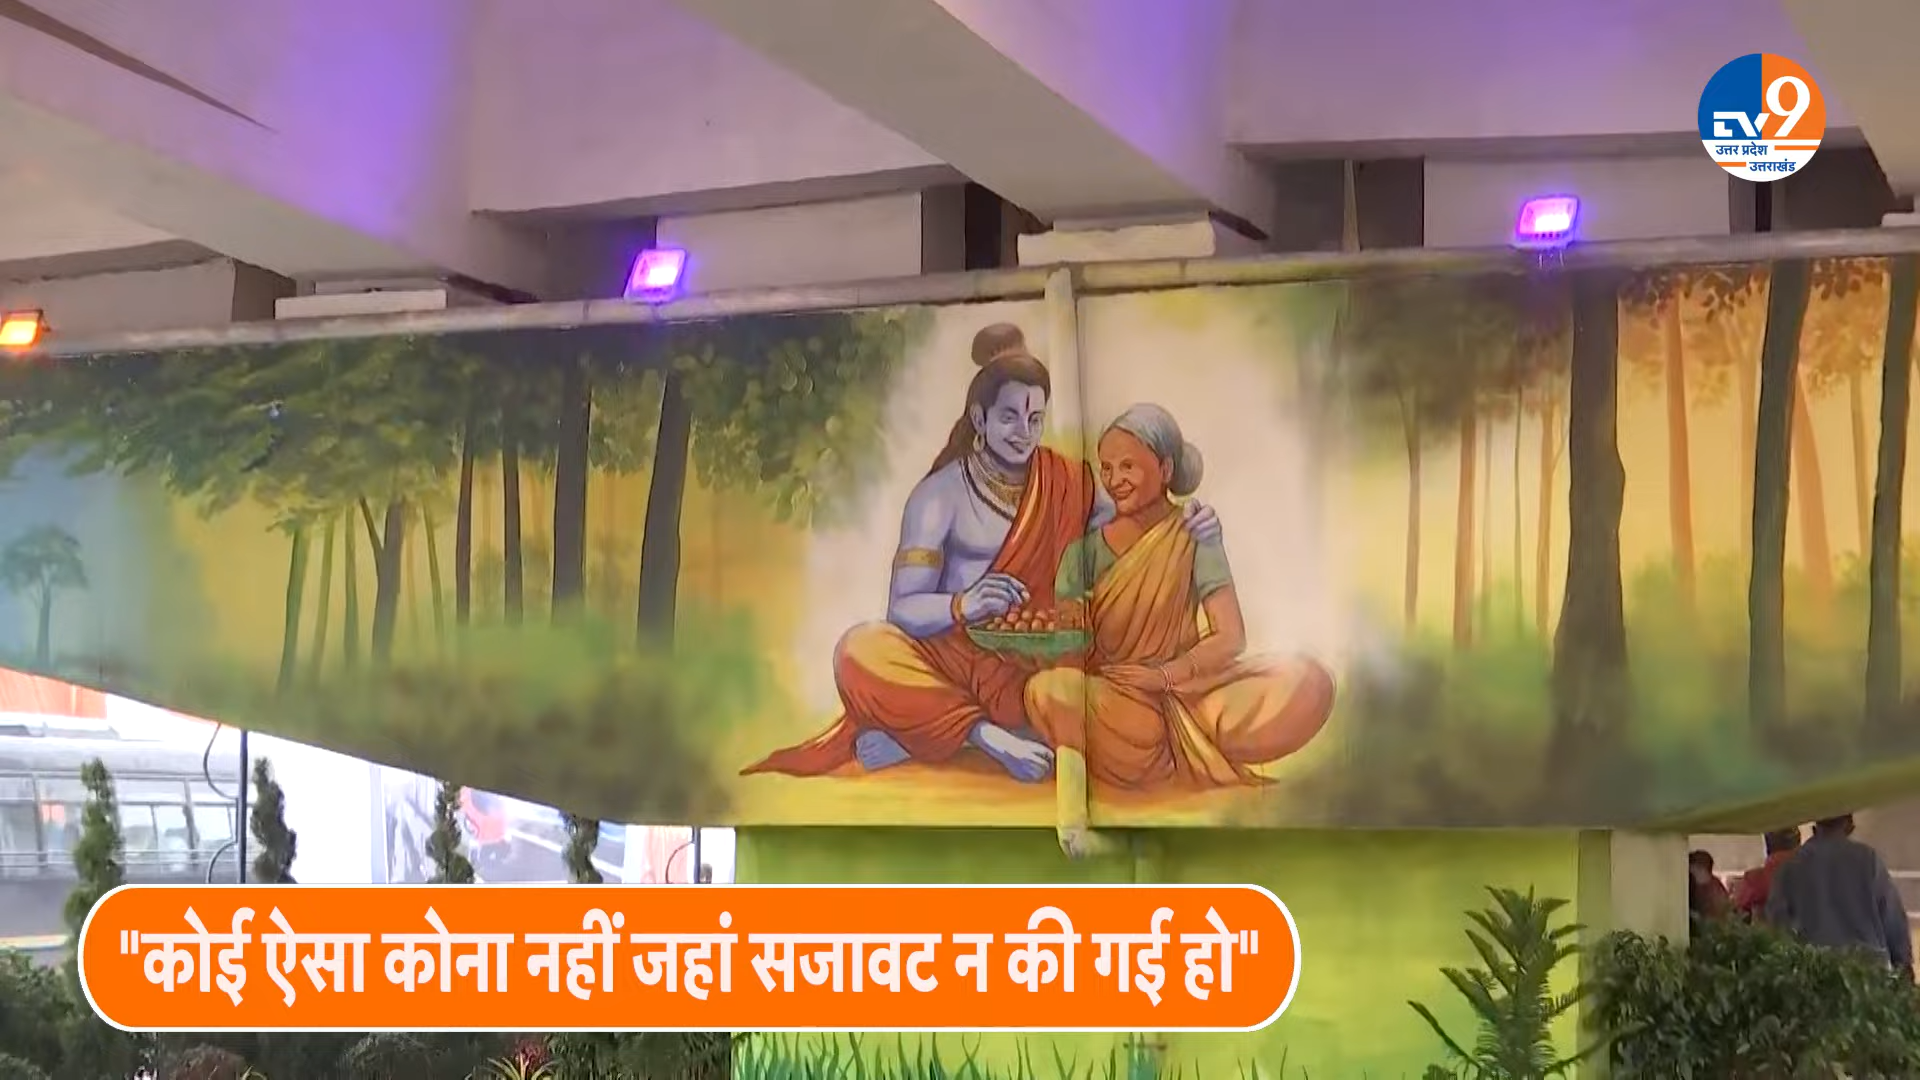 TV9
उत्तर प्रदेश
उत्तराखंड
"कोई ऐसा कोना नहीं जहां सजावट न की गई हो"